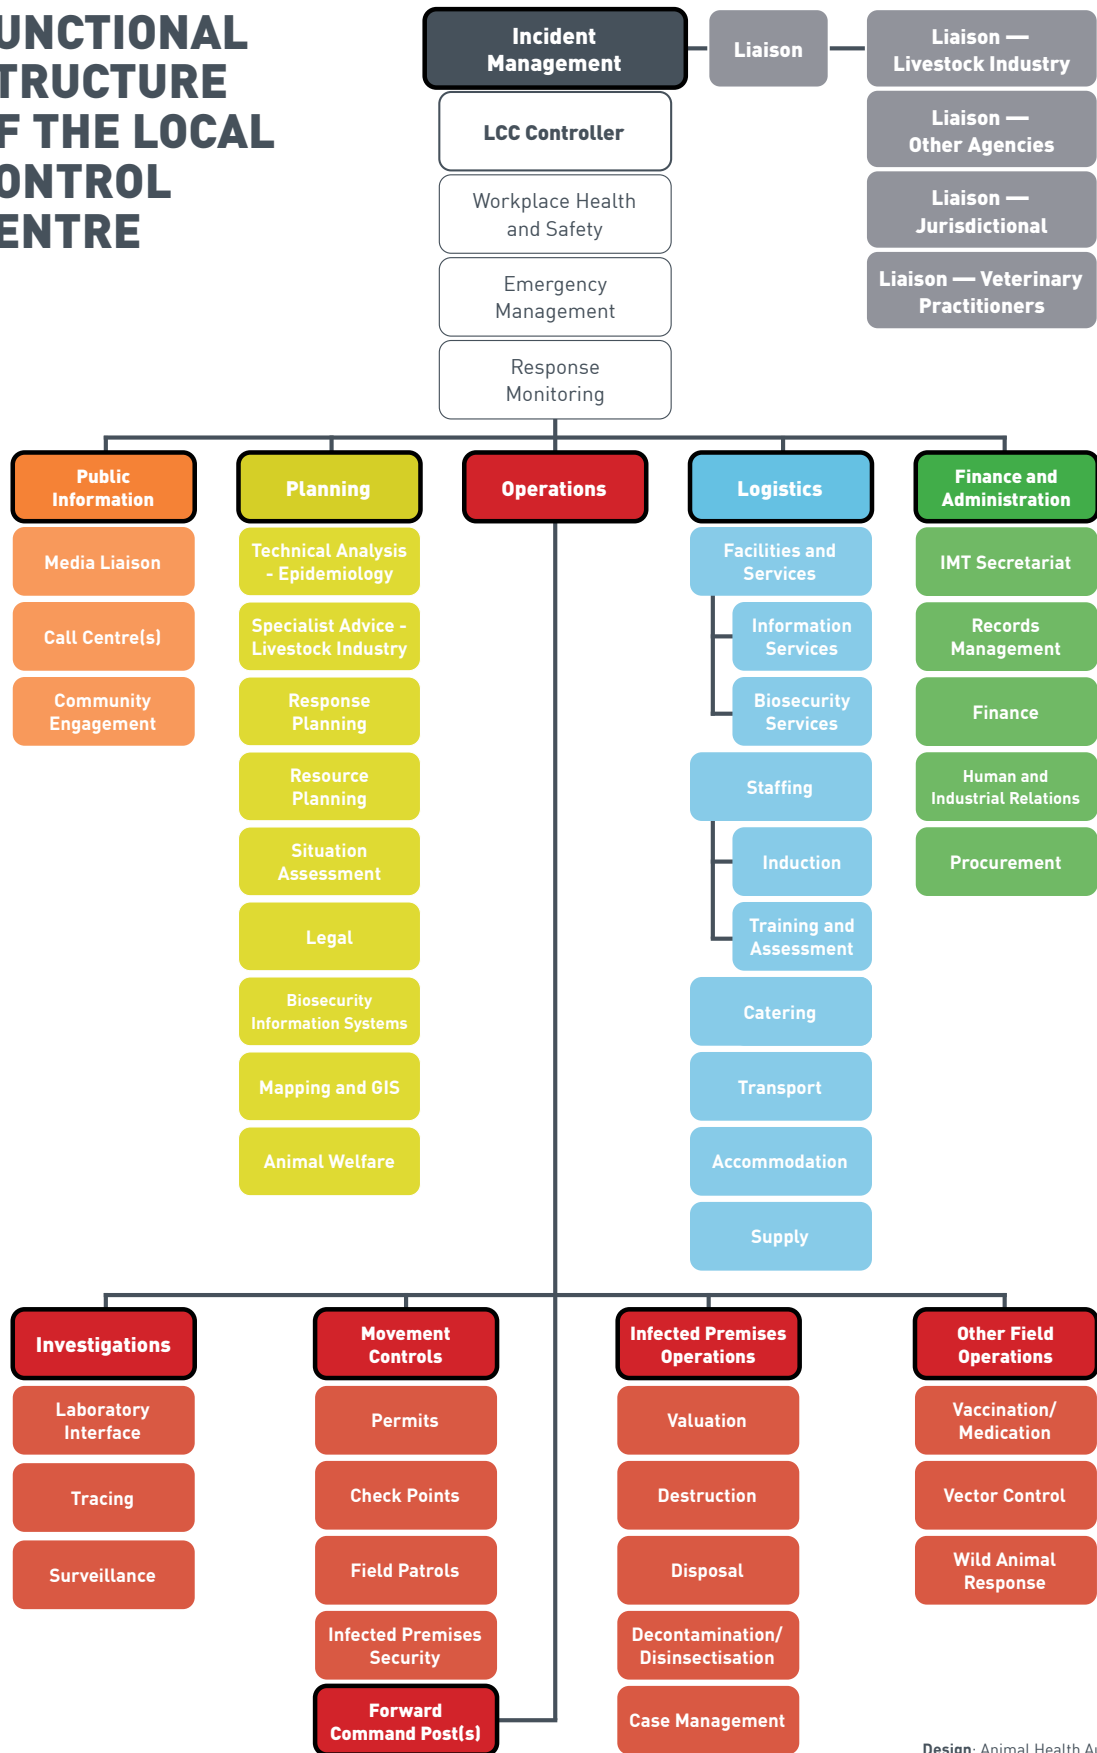 UNCTIONAL
TRUCTURE
F THE LOCAL
ONTROL
ENTRE
Incident
Management
Liaison
Liaison —
Livestock Industry
LCC Controller
Liaison —
Other Agencies
Workplace Health
and Safety
Liaison —
Jurisdictional
Emergency
Management
Liaison — Veterinary
Practitioners
Response
Monitoring
Public
Information
Media Liaison
Call Centre(s)
Community
Engagement
Planning
Technical Analysis
- Epidemiology
Specialist Advice -
Livestock Industry
Response
Planning
Resource
Planning
Situation
Assessment
Legal
Biosecurity
Information Systems
Mapping and GIS
Animal Welfare
Operations
Logistics
Facilities and
Services
Information
Services
Biosecurity
Services
Staffing
Induction
Training and
Assessment
Catering
Transport
Accommodation
Supply
Finance and
Administration
IMT Secretariat
Records
Management
Finance
Human and
Industrial Relations
Procurement
Investigations
Laboratory
Interface
Tracing
Surveillance
Movement
Controls
Permits
Check Points
Field Patrols
Infected Premises
Security
Forward
Command Post(s)
Infected Premises
Operations
Valuation
Destruction
Disposal
Decontamination/
Disinsectisation
Case Management
Other Field
Operations
Vaccination/
Medication
Vector Control
Wild Animal
Response
Design: Animal Health Au